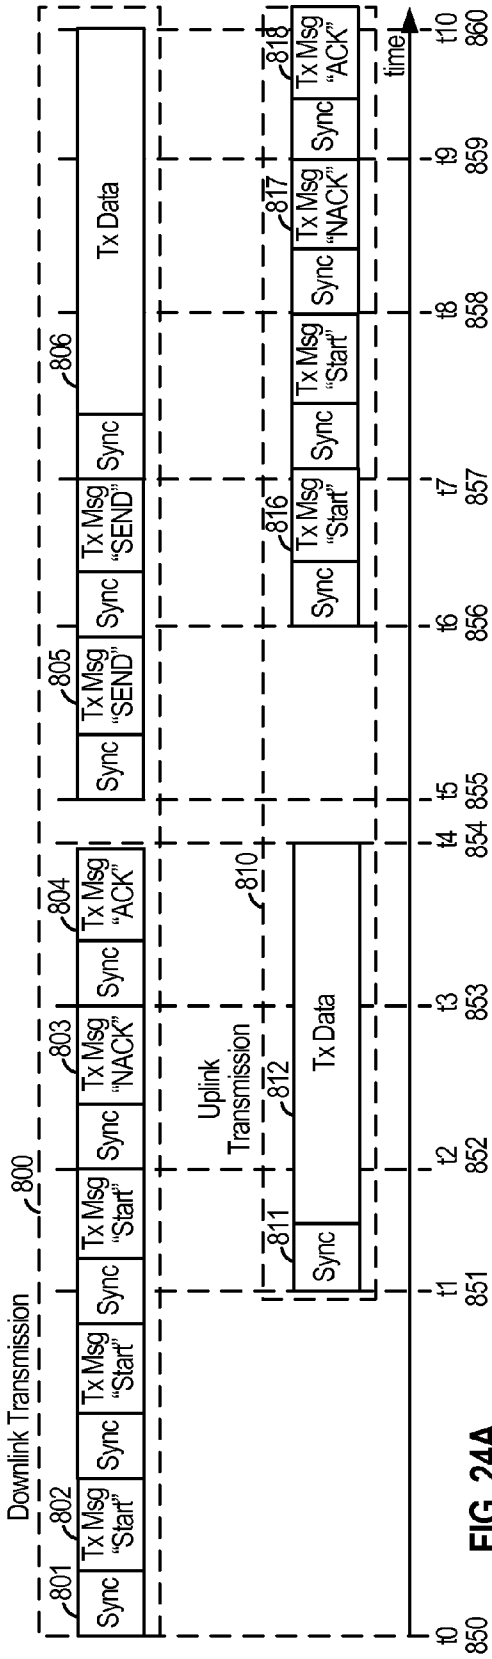 Downlink Transmission
800
801
802
803
804
805
806
Sync
Tx Msg
“Start”
Sync
Tx Msg
“Start”
Sync
Tx Msg
“Start”
Sync
Tx Msg
“NACK”
Sync
Tx Msg
“ACK”
Sync
Tx Msg
“SEND”
Sync
Tx Msg
“SEND”
Sync
Tx Data
Uplink
Transmission
810
811
812
816
817
818
Sync
Tx Data
Sync
Tx Msg
“Start”
Sync
Tx Msg
“Start”
Sync
Tx Msg
“NACK”
Sync
Tx Msg
“ACK”
time
t0
t1
t2
t3
t4
t5
t6
t7
t8
t9
t10
850
851
852
853
854
855
856
857
858
859
860
FIG. 24A